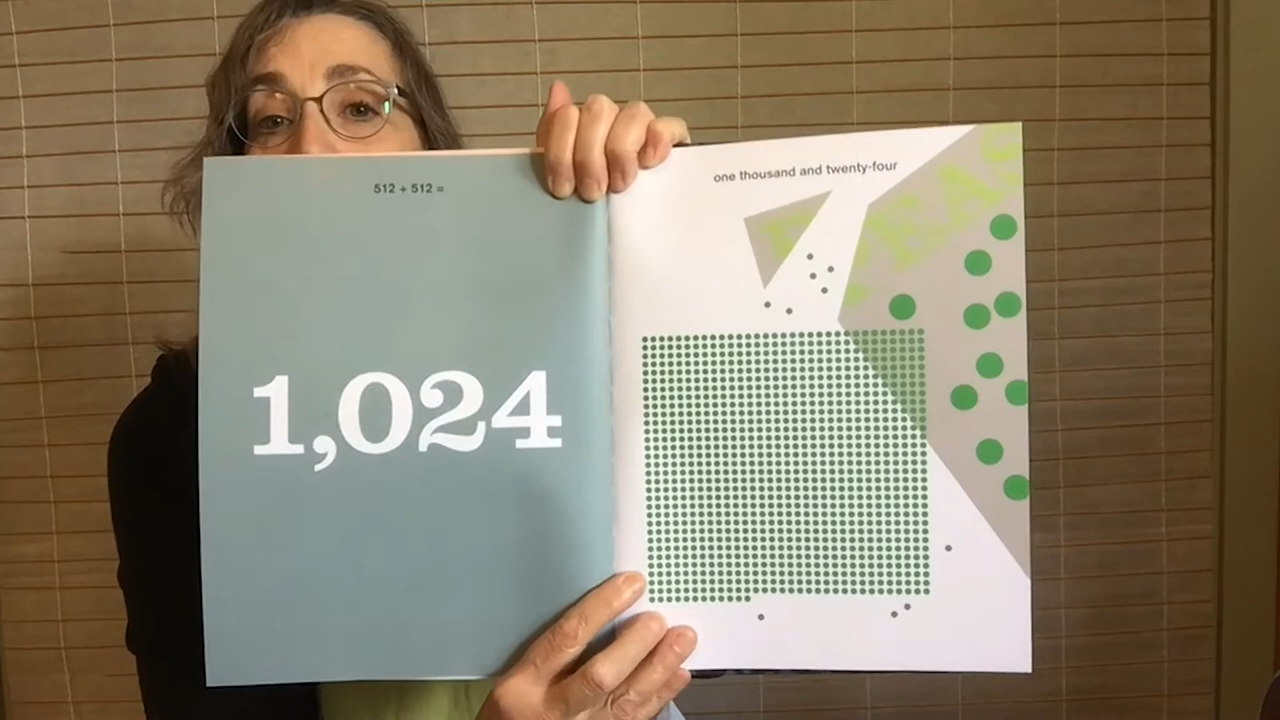 512 + 512 =
1,024
one thousand and twenty-four